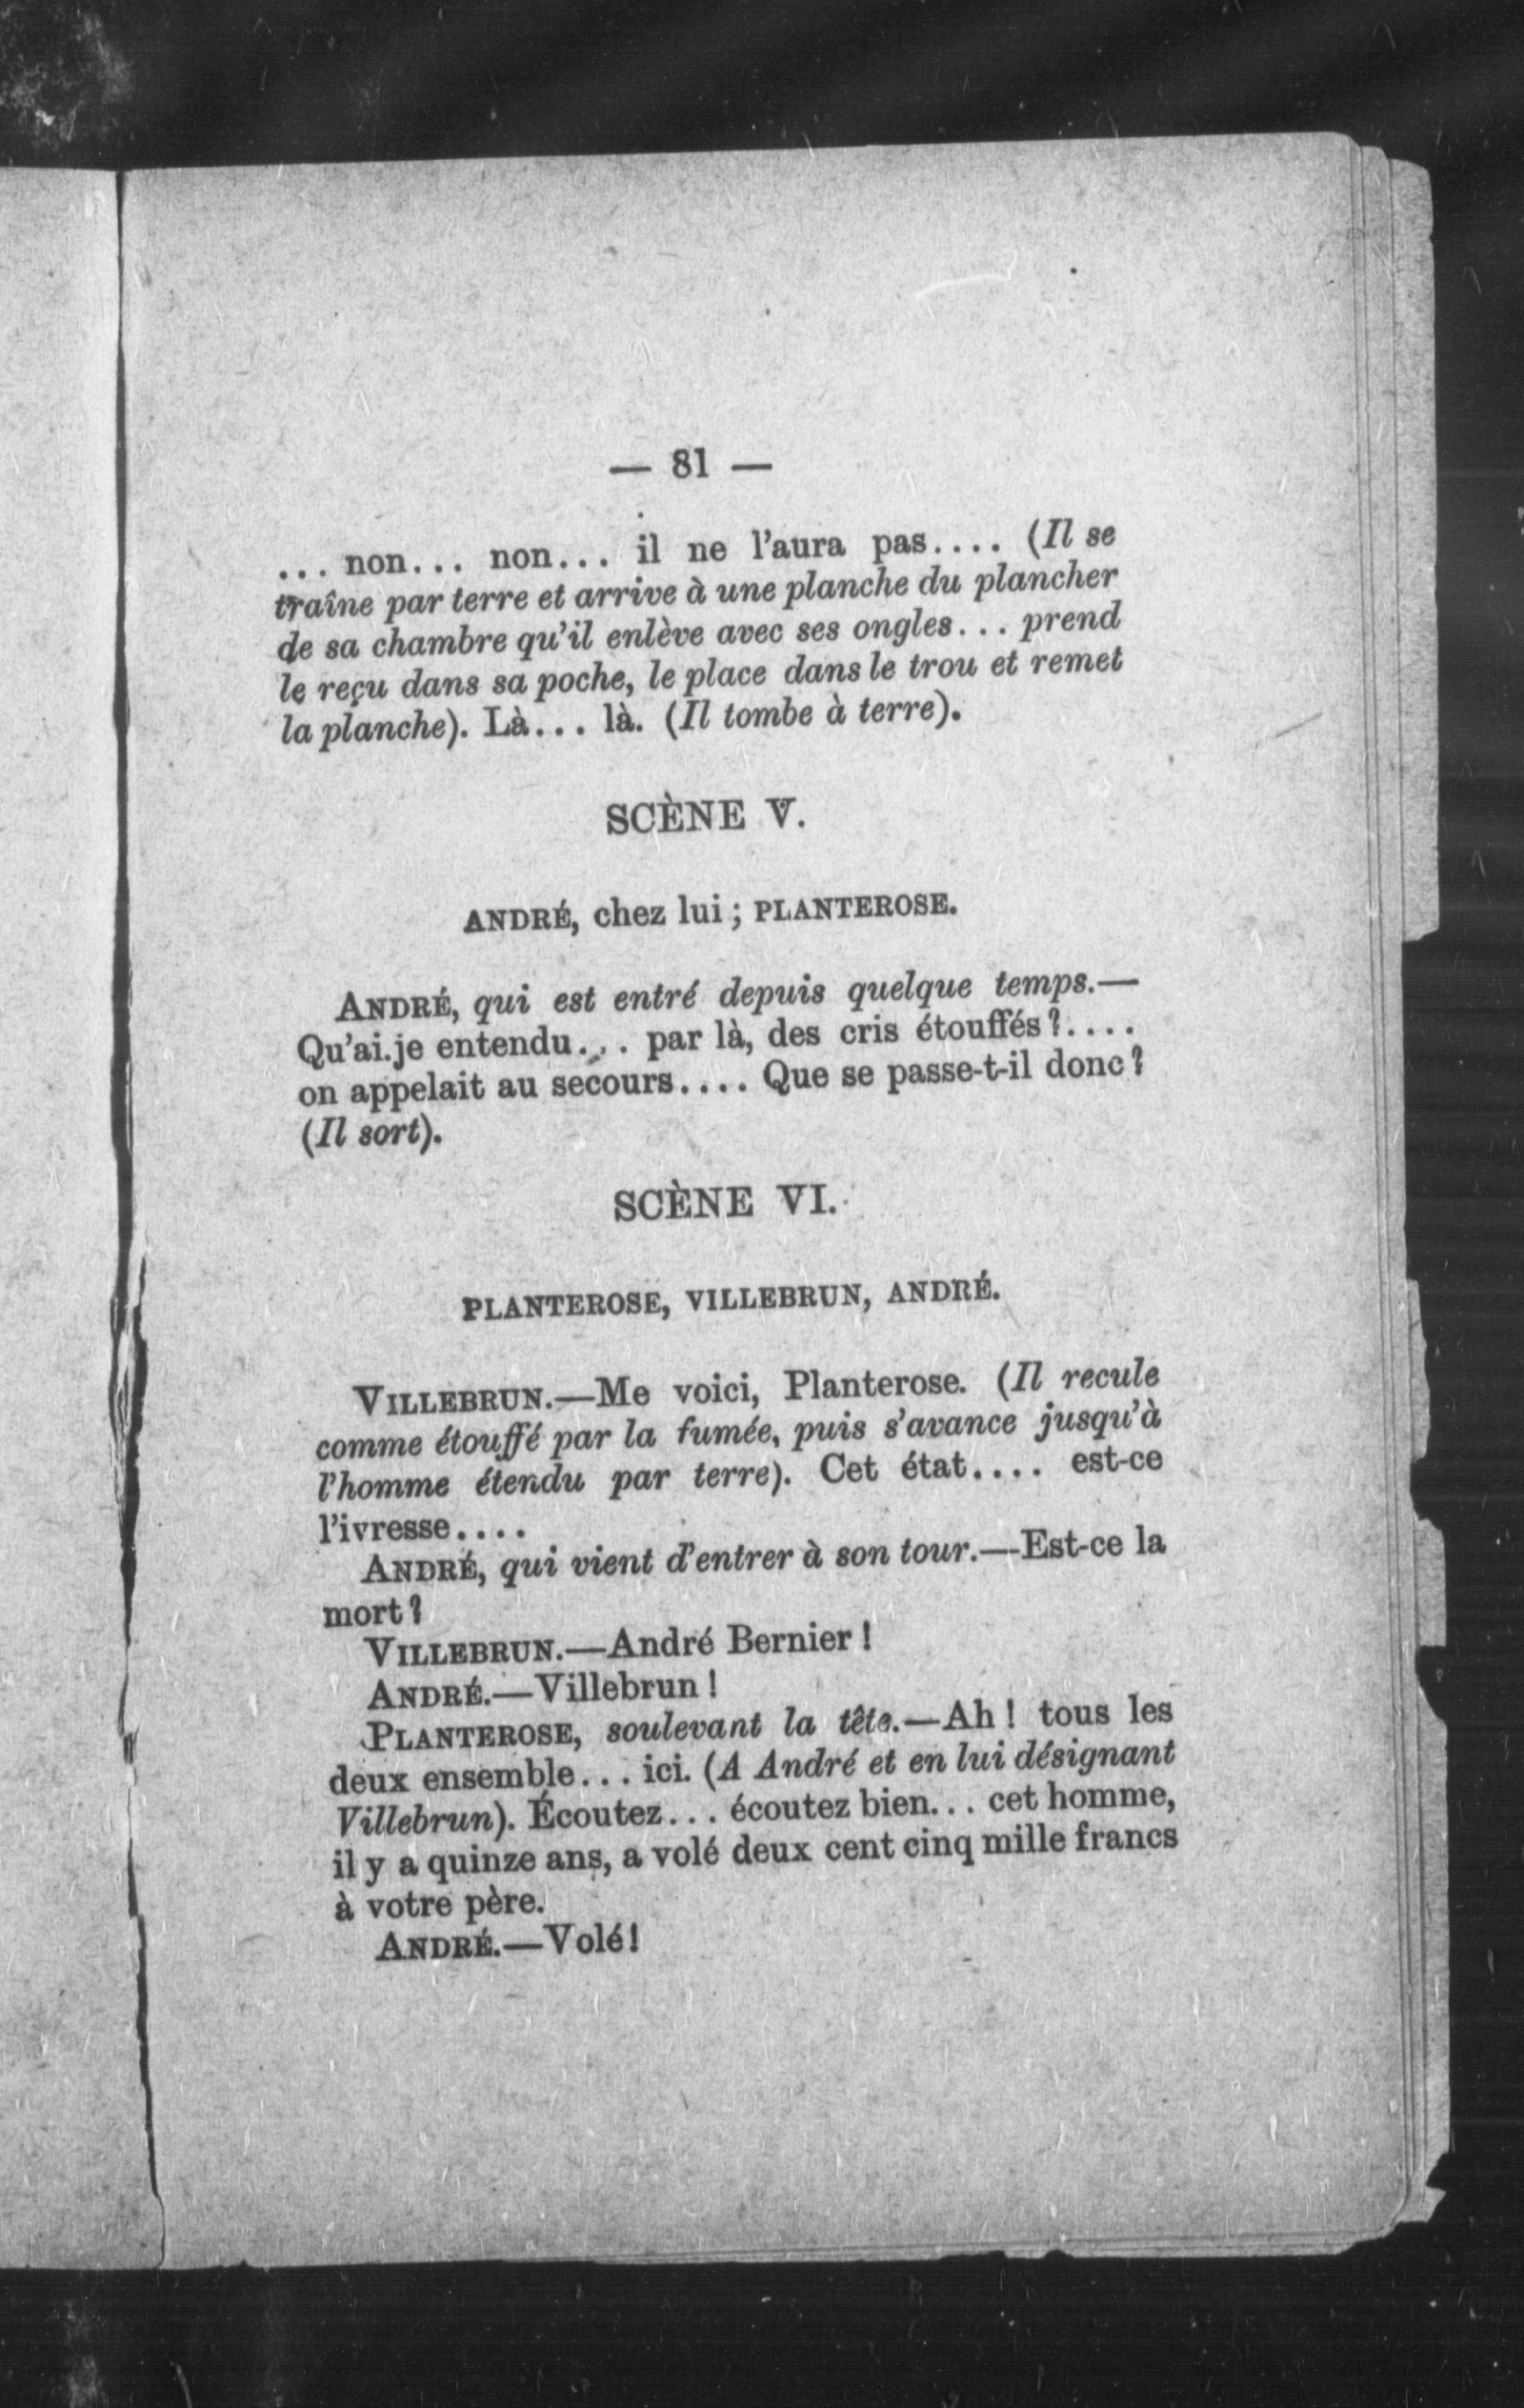 — 81 —
... non... non... il ne l'aura pas.... (Il se
traîne par terre et arrive à une planche du plancher
de sa chambre qu'il enlève avec ses ongles... prend
le reçu dans sa poche, le place dans le trou et remet
la planche). Là... là. (Il tombe à terre).
SCÈNE V.
ANDRÉ, chez lui ; PLANTEROSE.
ANDRÉ, qui est entré depuis quelque temps.—
Qu'ai.je entendu... par là, des cris étouffés ?....
on appelait au secours.... Que se passe-t-il donc ?
(Il sort).
SCÈNE VI.
PLANTEROSE, VILLEBRUN, ANDRÉ.
VILLEBRUN.—Me voici, Planterose. (Il recule
comme étouffé par la fumée, puis s'avance jusqu'à
l'homme étendu par terre). Cet état.... est-ce
l'ivresse....
ANDRÉ, qui vient d'entrer à son tour.—Est-ce la
mort ?
VILLEBRUN.—André Bernier !
ANDRÉ.—Villebrun !
PLANTEROSE, soulevant la tête.—Ah ! tous les
deux ensemble... ici. (A André et en lui désignant
Villebrun). Écoutez... écoutez bien... cet homme,
il y a quinze ans, a volé deux cent cinq mille francs
à votre père.
ANDRÉ.—Volé !